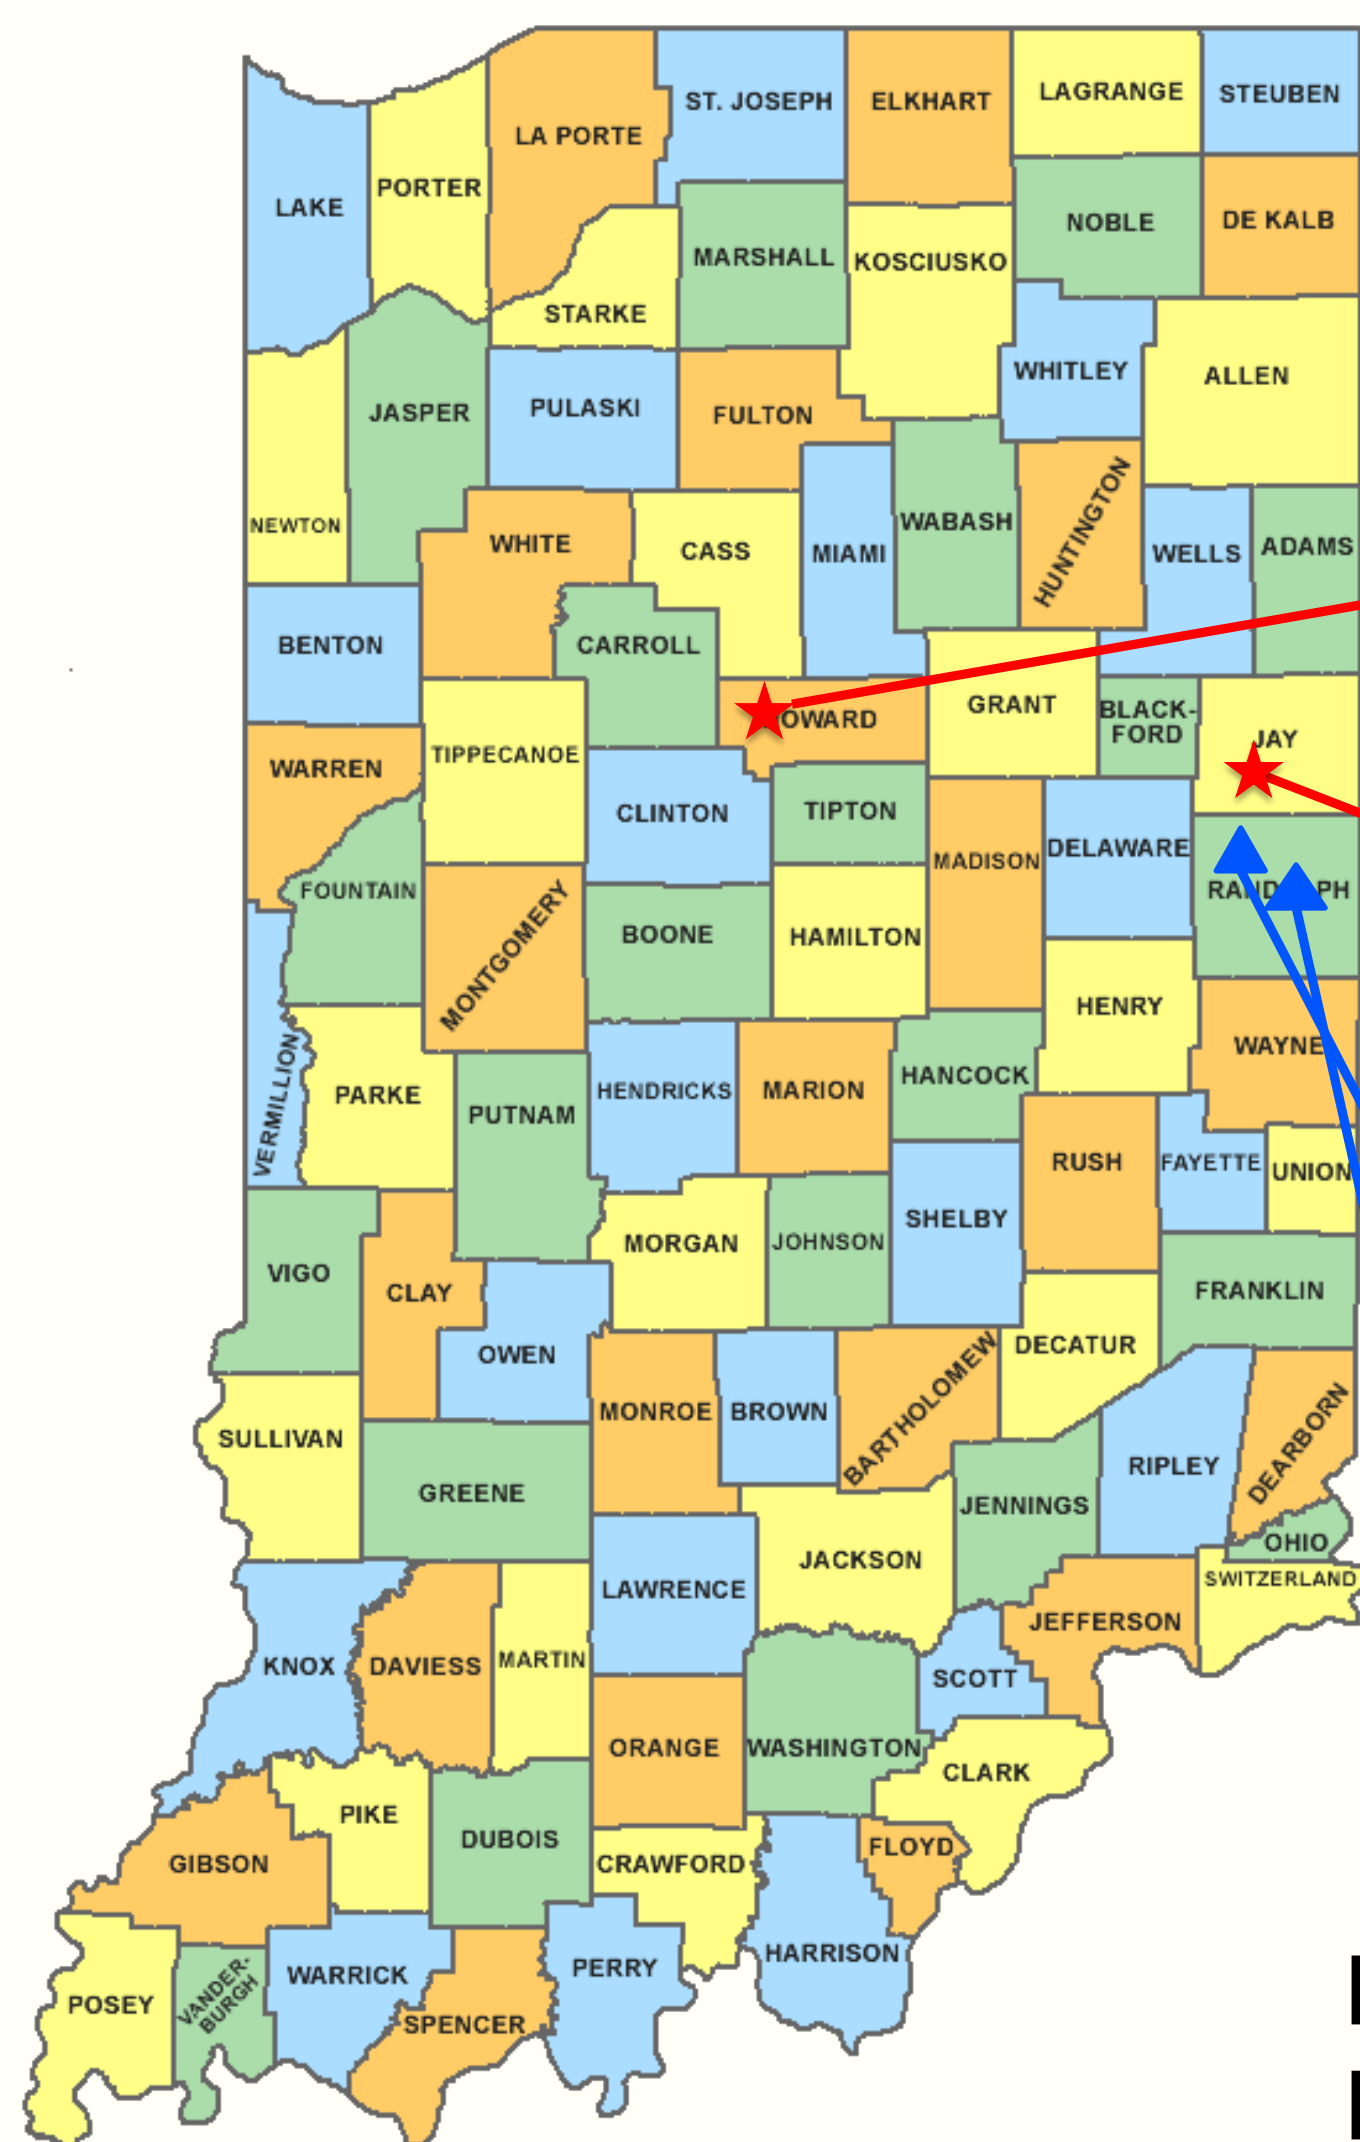 LAGRANGE
STEUBEN
ST. JOSEPH
ELKHART
LA PORTE
PORTER
LAKE
NOBLE
DE KALB
MARSHALL
KOSCIUSKO
STARKE
WHITLEY
ALLEN
JASPER
PULASKI
FULTON
NEWTON
WHITE
CASS
MIAMI
WABASH
HUNTINGTON
WELLS
ADAMS
BENTON
CARROLL
GRANT
BLACK-
FORD
JAY
OWARD
TIPPECANOE
WARREN
CLINTON
TIPTON
MADISON
DELAWARE
FOUNTAIN
MONTGOMERY
BOONE
HAMILTON
HENRY
WAYNE
VERMILLION
PARKE
PUTNAM
HENDRICKS
MARION
HANCOCK
RUSH
FAYETTE
UNION
VIGO
CLAY
MORGAN
JOHNSON
SHELBY
FRANKLIN
OWEN
DECATUR
SULLIVAN
MONROE
BROWN
BARTHOLOMEW
RIPLEY
DEARBORN
GREENE
JENNINGS
OHIO
JACKSON
LAWRENCE
SWITZERLAND
JEFFERSON
KNOX
DAVIESS
MARTIN
SCOTT
ORANGE
WASHINGTON
CLARK
PIKE
DUBOIS
GIBSON
CRAWFORD
FLOYD
HARRISON
PERRY
WARRICK
POSEY
VANDER-
BURGH
SPENCER